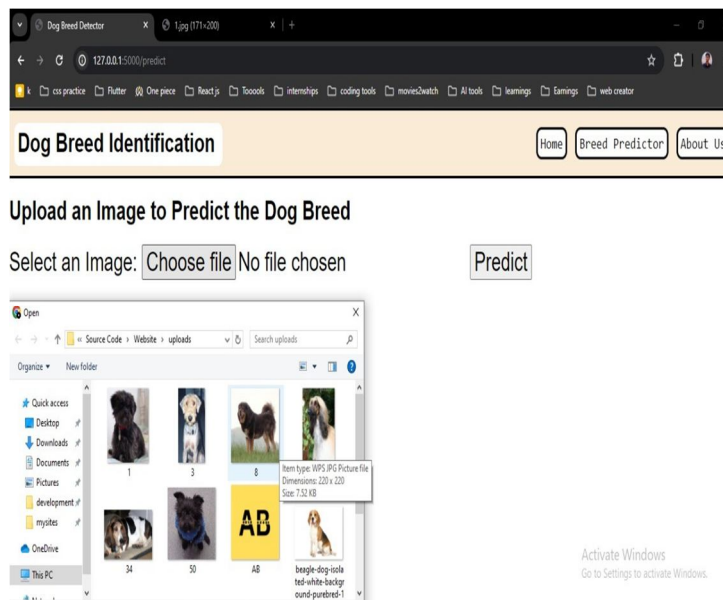 Dog Breed Detector
1.jpg (171×200)
127.0.0.1:5000/predict
k css practice Flutter One piece React js Tooools internships coding tools movies2watch AI tools learnings Earnings web creator
Dog Breed Identification
Home Breed Predictor About Us
Upload an Image to Predict the Dog Breed
Select an Image: Choose file No file chosen Predict
Open
« Source Code › Website › uploads Search uploads
Organize New folder
Quick access
Desktop
Downloads
Documents
Pictures
development
mysites
OneDrive
This PC
1 3 8
Item type: WPS JPG Picture file
Dimensions: 220 x 220
Size: 7.52 KB
AB
34 50 AB
beagle-dog-isola
ted-white-backgr
ound-purebred-1
Activate Windows
Go to Settings to activate Windows.